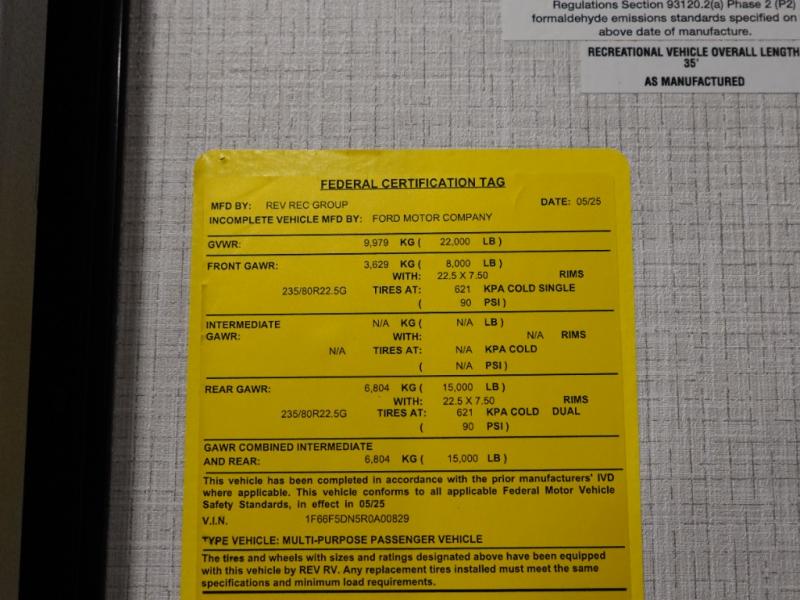 Regulations Section 93120.2(a) Phase 2 (P2)
formaldehyde emissions standards specified on
above date of manufacture.
RECREATIONAL VEHICLE OVERALL LENGTH
35'
AS MANUFACTURED
FEDERAL CERTIFICATION TAG
MFD BY: REV REC GROUP DATE: 05/25
INCOMPLETE VEHICLE MFD BY: FORD MOTOR COMPANY
GVWR: 9,979 KG ( 22,000 LB )
FRONT GAWR: 3,629 KG ( 8,000 LB )
WITH: 22.5 X 7.50 RIMS
235/80R22.5G TIRES AT: 621 KPA COLD SINGLE
( 90 PSI )
INTERMEDIATE N/A KG ( N/A LB )
GAWR: WITH: N/A RIMS
N/A TIRES AT: N/A KPA COLD
( N/A PSI )
REAR GAWR: 6,804 KG ( 15,000 LB )
WITH: 22.5 X 7.50 RIMS
235/80R22.5G TIRES AT: 621 KPA COLD DUAL
( 90 PSI )
GAWR COMBINED INTERMEDIATE
AND REAR: 6,804 KG ( 15,000 LB )
This vehicle has been completed in accordance with the prior manufacturers' IVD
where applicable. This vehicle conforms to all applicable Federal Motor Vehicle
Safety Standards, in effect in 05/25
V.I.N. 1F66F5DN5R0A00829
TYPE VEHICLE: MULTI-PURPOSE PASSENGER VEHICLE
The tires and wheels with sizes and ratings designated above have been equipped
with this vehicle by REV RV. Any replacement tires installed must meet the same
specifications and minimum load requirements.